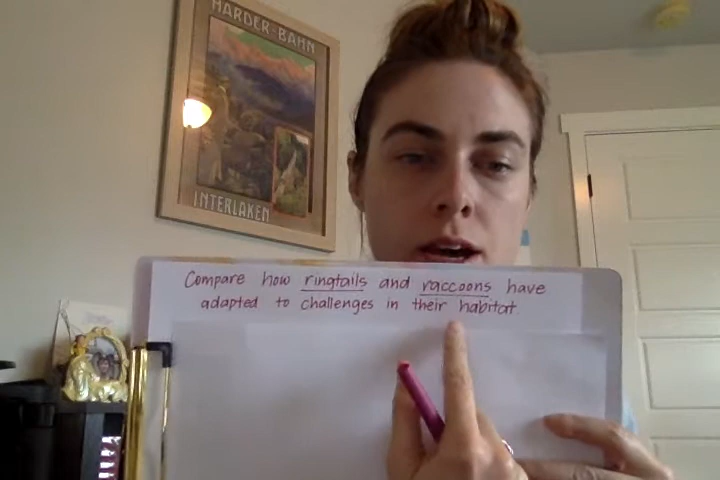 HARDER-BAHN
INTERLAKEN
Compare how ringtails and raccoons have
adapted to challenges in their habitat.